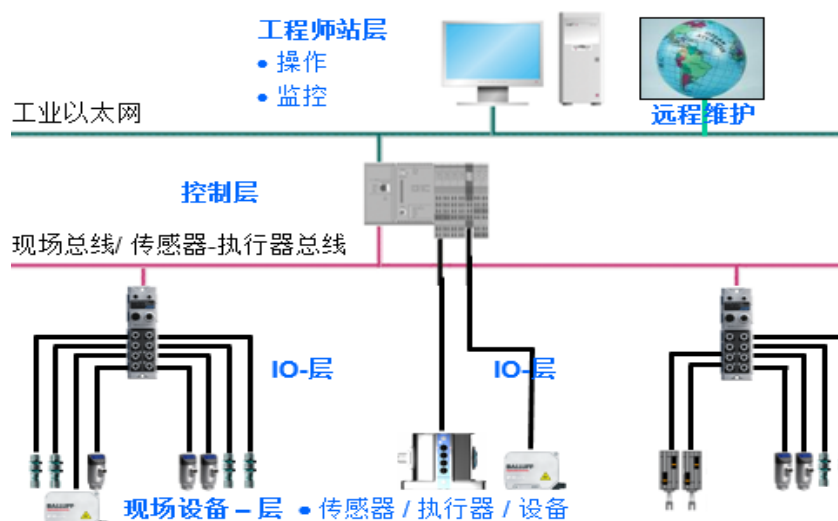 工程师站层
• 操作
• 监控
工业以太网
远程维护
控制层
现场总线/ 传感器-执行器总线
IO-层
IO-层
BALLUFF
BALLUFF
现场设备 – 层 • 传感器 / 执行器 / 设备